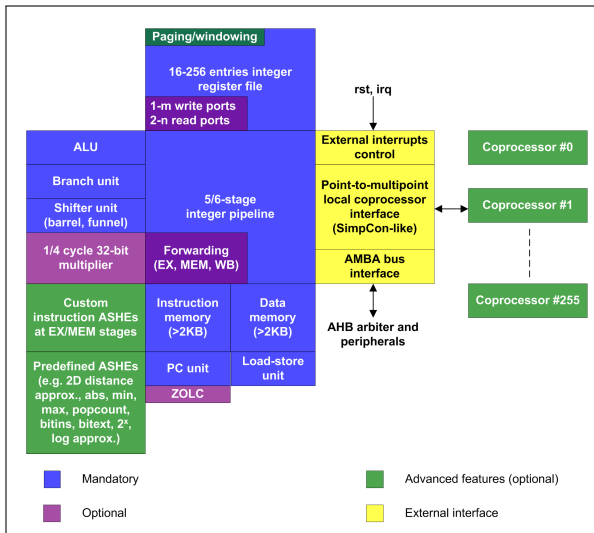 Paging/windowing
16-256 entries integer
register file
1-m write ports
2-n read ports
rst, irq
ALU
Branch unit
Shifter unit
(barrel, funnel)
1/4 cycle 32-bit
multiplier
5/6-stage
integer pipeline
Forwarding
(EX, MEM, WB)
External interrupts
control
Point-to-multipoint
local coprocessor
interface
(SimpCon-like)
AMBA bus
interface
Coprocessor #0
Coprocessor #1
Coprocessor #255
AHB arbiter and
peripherals
Custom
instruction ASHEs
at EX/MEM stages
Instruction
memory
(>2KB)
Data
memory
(>2KB)
Predefined ASHEs
(e.g. 2D distance
approx., abs, min,
max, popcount,
bitins, bitext, 2ˣ,
log approx.)
PC unit
Load-store
unit
ZOLC
Mandatory
Advanced features (optional)
Optional
External interface